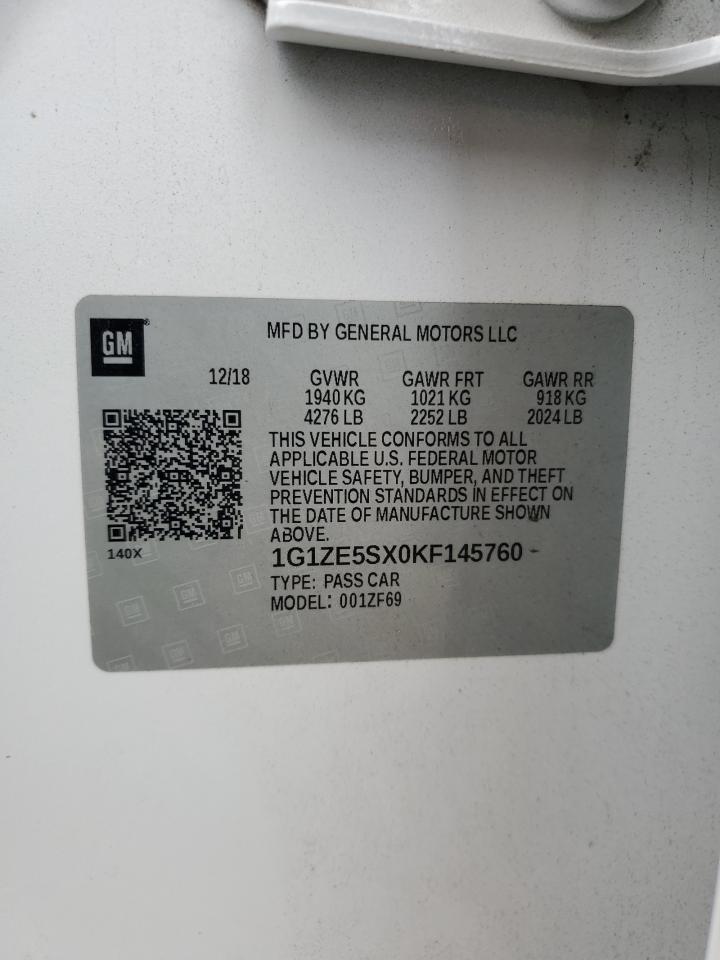 GM
MFD BY GENERAL MOTORS LLC
12/18 GVWR GAWR FRT GAWR RR
1940 KG 1021 KG 918 KG
4276 LB 2252 LB 2024 LB
THIS VEHICLE CONFORMS TO ALL
APPLICABLE U.S. FEDERAL MOTOR
VEHICLE SAFETY, BUMPER, AND THEFT
PREVENTION STANDARDS IN EFFECT ON
THE DATE OF MANUFACTURE SHOWN
ABOVE.
140X
1G1ZE5SX0KF145760
TYPE: PASS CAR
MODEL: 001ZF69